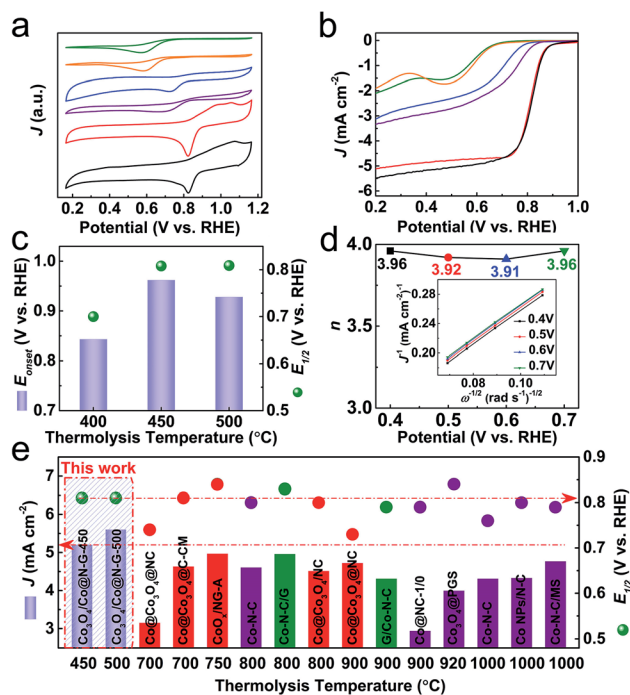 a
J (a.u.)
0.2 0.4 0.6 0.8 1.0 1.2
Potential (V vs. RHE)
b
J (mA cm⁻²)
0
-1
-2
-3
-4
-5
-6
0.2 0.4 0.6 0.8 1.0
Potential (V vs. RHE)
c
E_onset (V vs. RHE)
1.0
0.9
0.8
0.7
0.8
0.7
0.6
0.5
E_1/2 (V vs. RHE)
400 450 500
Thermolysis Temperature (°C)
d
n
4.0
3.5
3.0
3.96 3.92 3.91 3.96
J⁻¹ (mA cm⁻²)⁻¹
0.28
0.24
0.20
0.4V
0.5V
0.6V
0.7V
0.08 0.10
ω⁻¹/² (rad s⁻¹)⁻¹/²
0.4 0.5 0.6 0.7
Potential (V vs. RHE)
e
This work
J (mA cm⁻²)
7
6
5
4
3
0.9
0.8
0.7
0.6
0.5
E_1/2 (V vs. RHE)
Co₃O₄/Co@N-G-450
Co₃O₄/Co@N-G-500
Co@Co₃O₄@NC
Co@Co₃O₄@C-CM
CoOₓ/NG-A
Co-N-C
Co-N-C/G
Co@Co₃O₄/NC
Co@Co₃O₄@NC
G/Co-N-C
Co@NC-1/0
Co₃O₄@PGS
Co-N-C
Co NPs/N-C
Co-N-C/MS
450 500 700 700 750 800 800 800 900 900 900 920 1000 1000 1000
Thermolysis Temperature (°C)